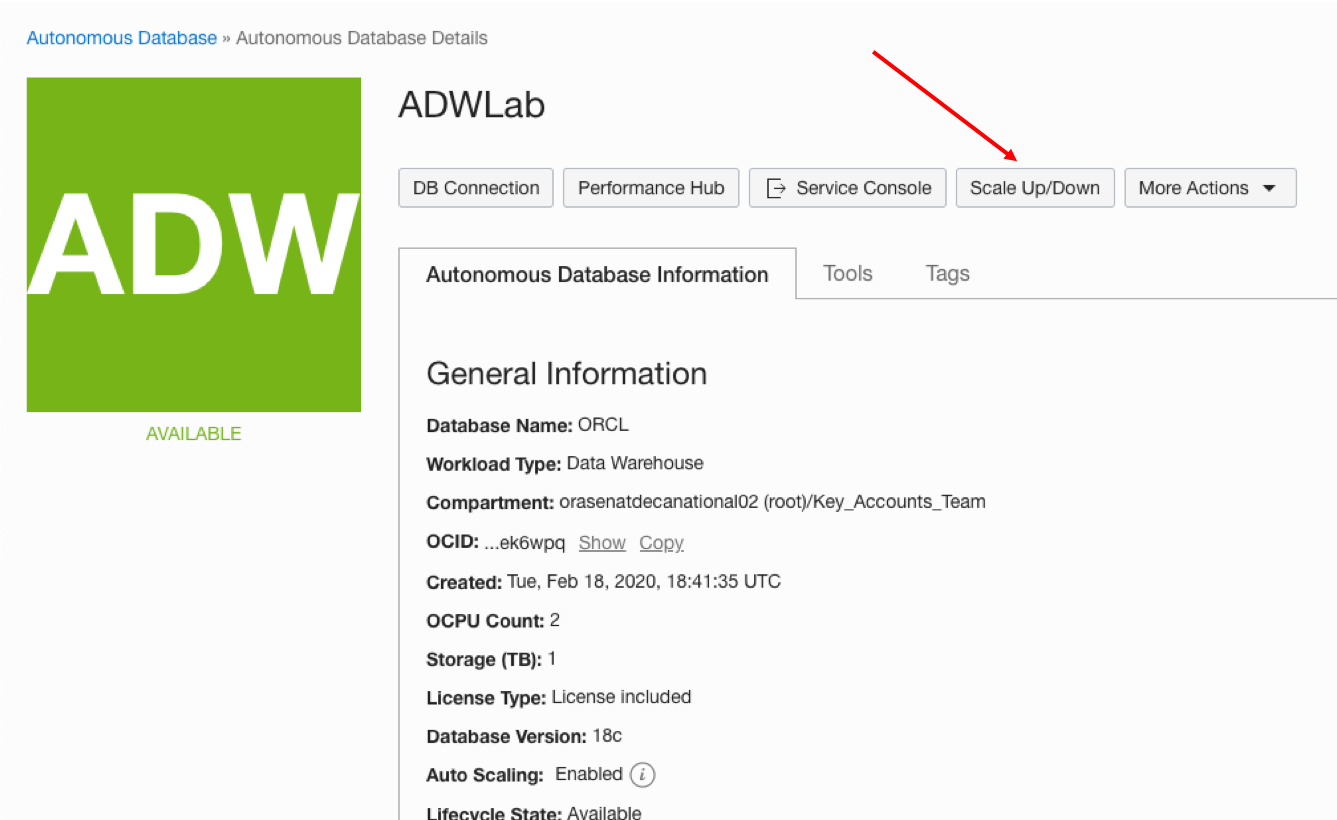 Autonomous Database » Autonomous Database Details
ADW
AVAILABLE
ADWLab
DB Connection Performance Hub Service Console Scale Up/Down More Actions
Autonomous Database Information Tools Tags
General Information
Database Name: ORCL
Workload Type: Data Warehouse
Compartment: orasenatdecanational02 (root)/Key_Accounts_Team
OCID: ...ek6wpq Show Copy
Created: Tue, Feb 18, 2020, 18:41:35 UTC
OCPU Count: 2
Storage (TB): 1
License Type: License included
Database Version: 18c
Auto Scaling: Enabled i
Lifecycle State: Available